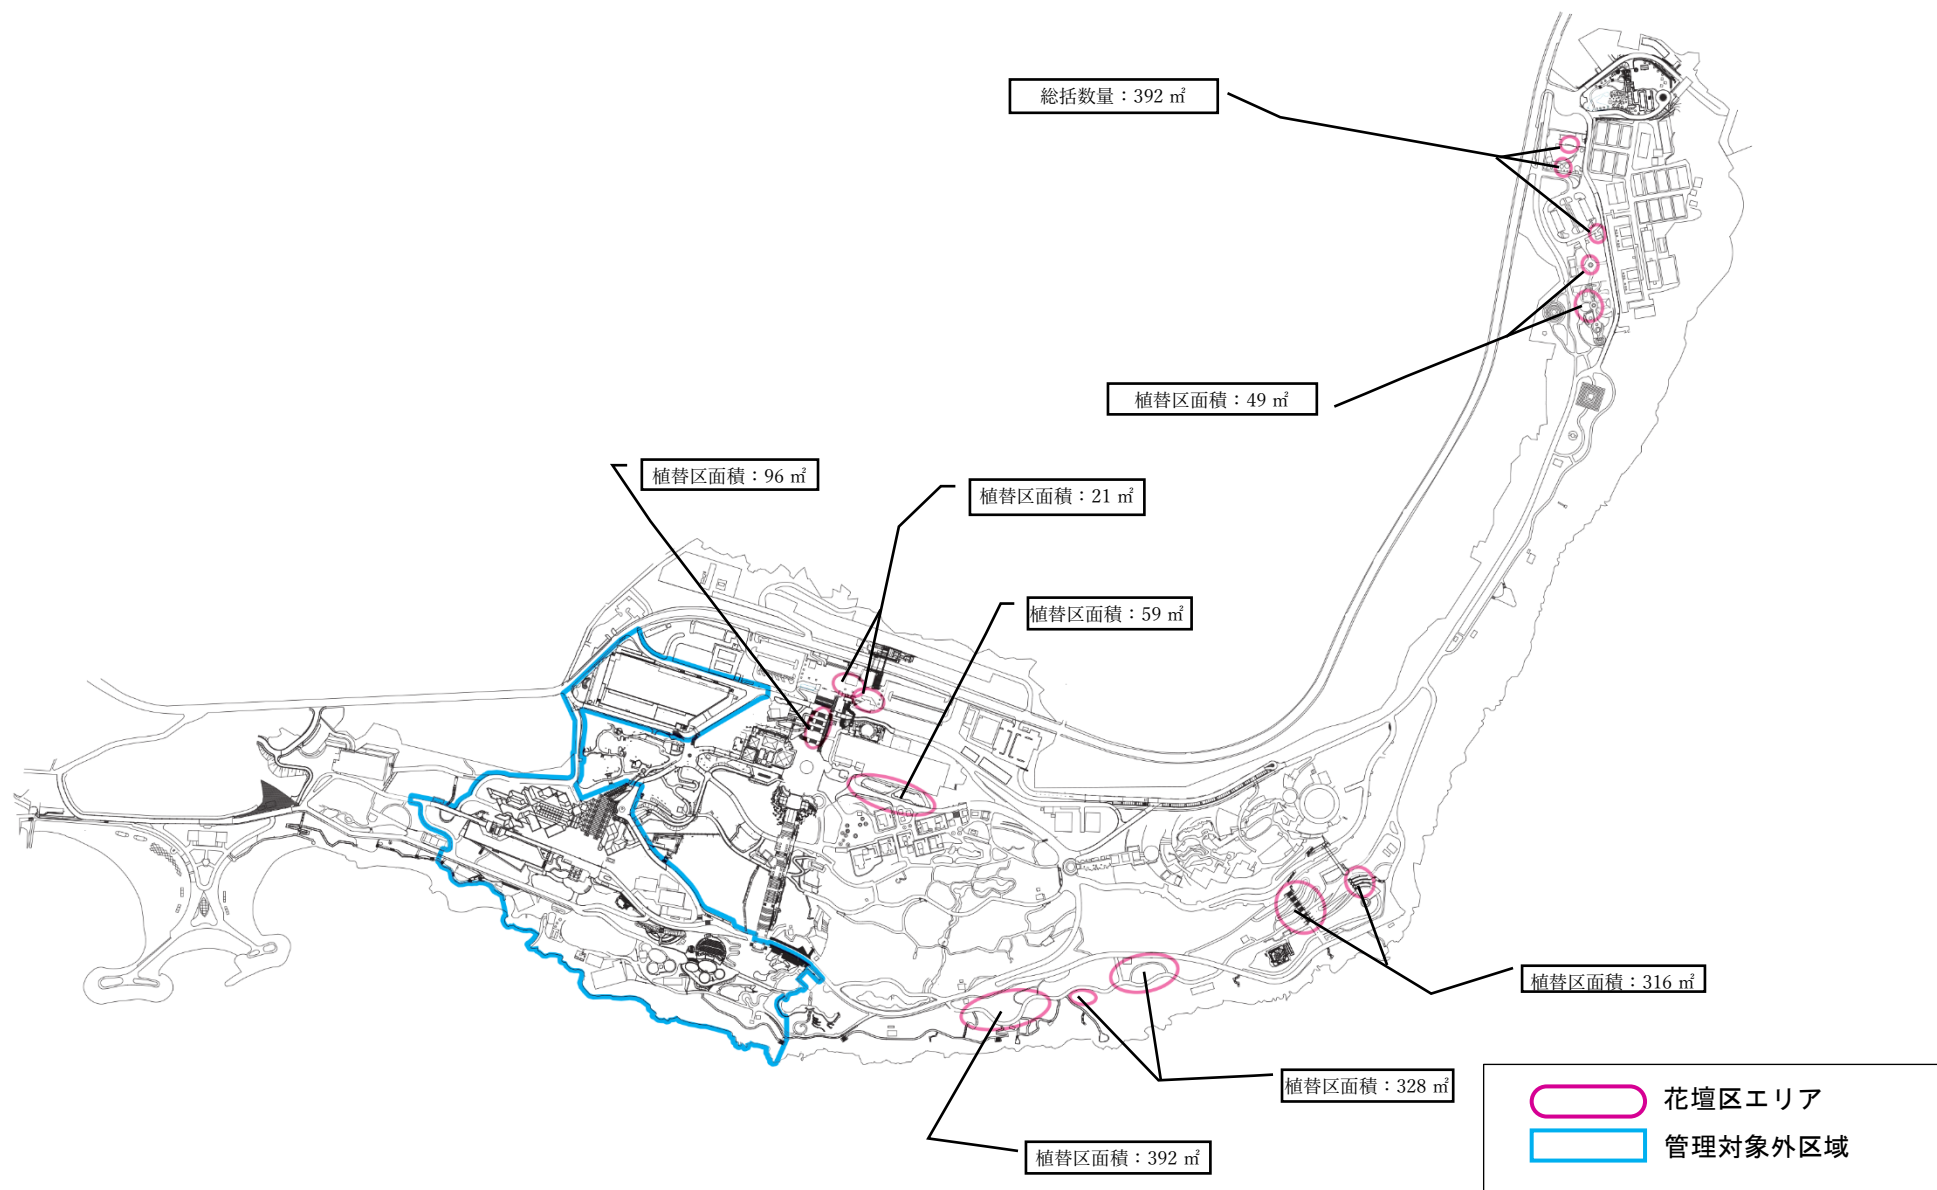 総括数量：392 ㎡
植替区面積：49 ㎡
植替区面積：96 ㎡
植替区面積：21 ㎡
植替区面積：59 ㎡
植替区面積：316 ㎡
植替区面積：328 ㎡
植替区面積：392 ㎡
花壇区エリア
管理対象外区域